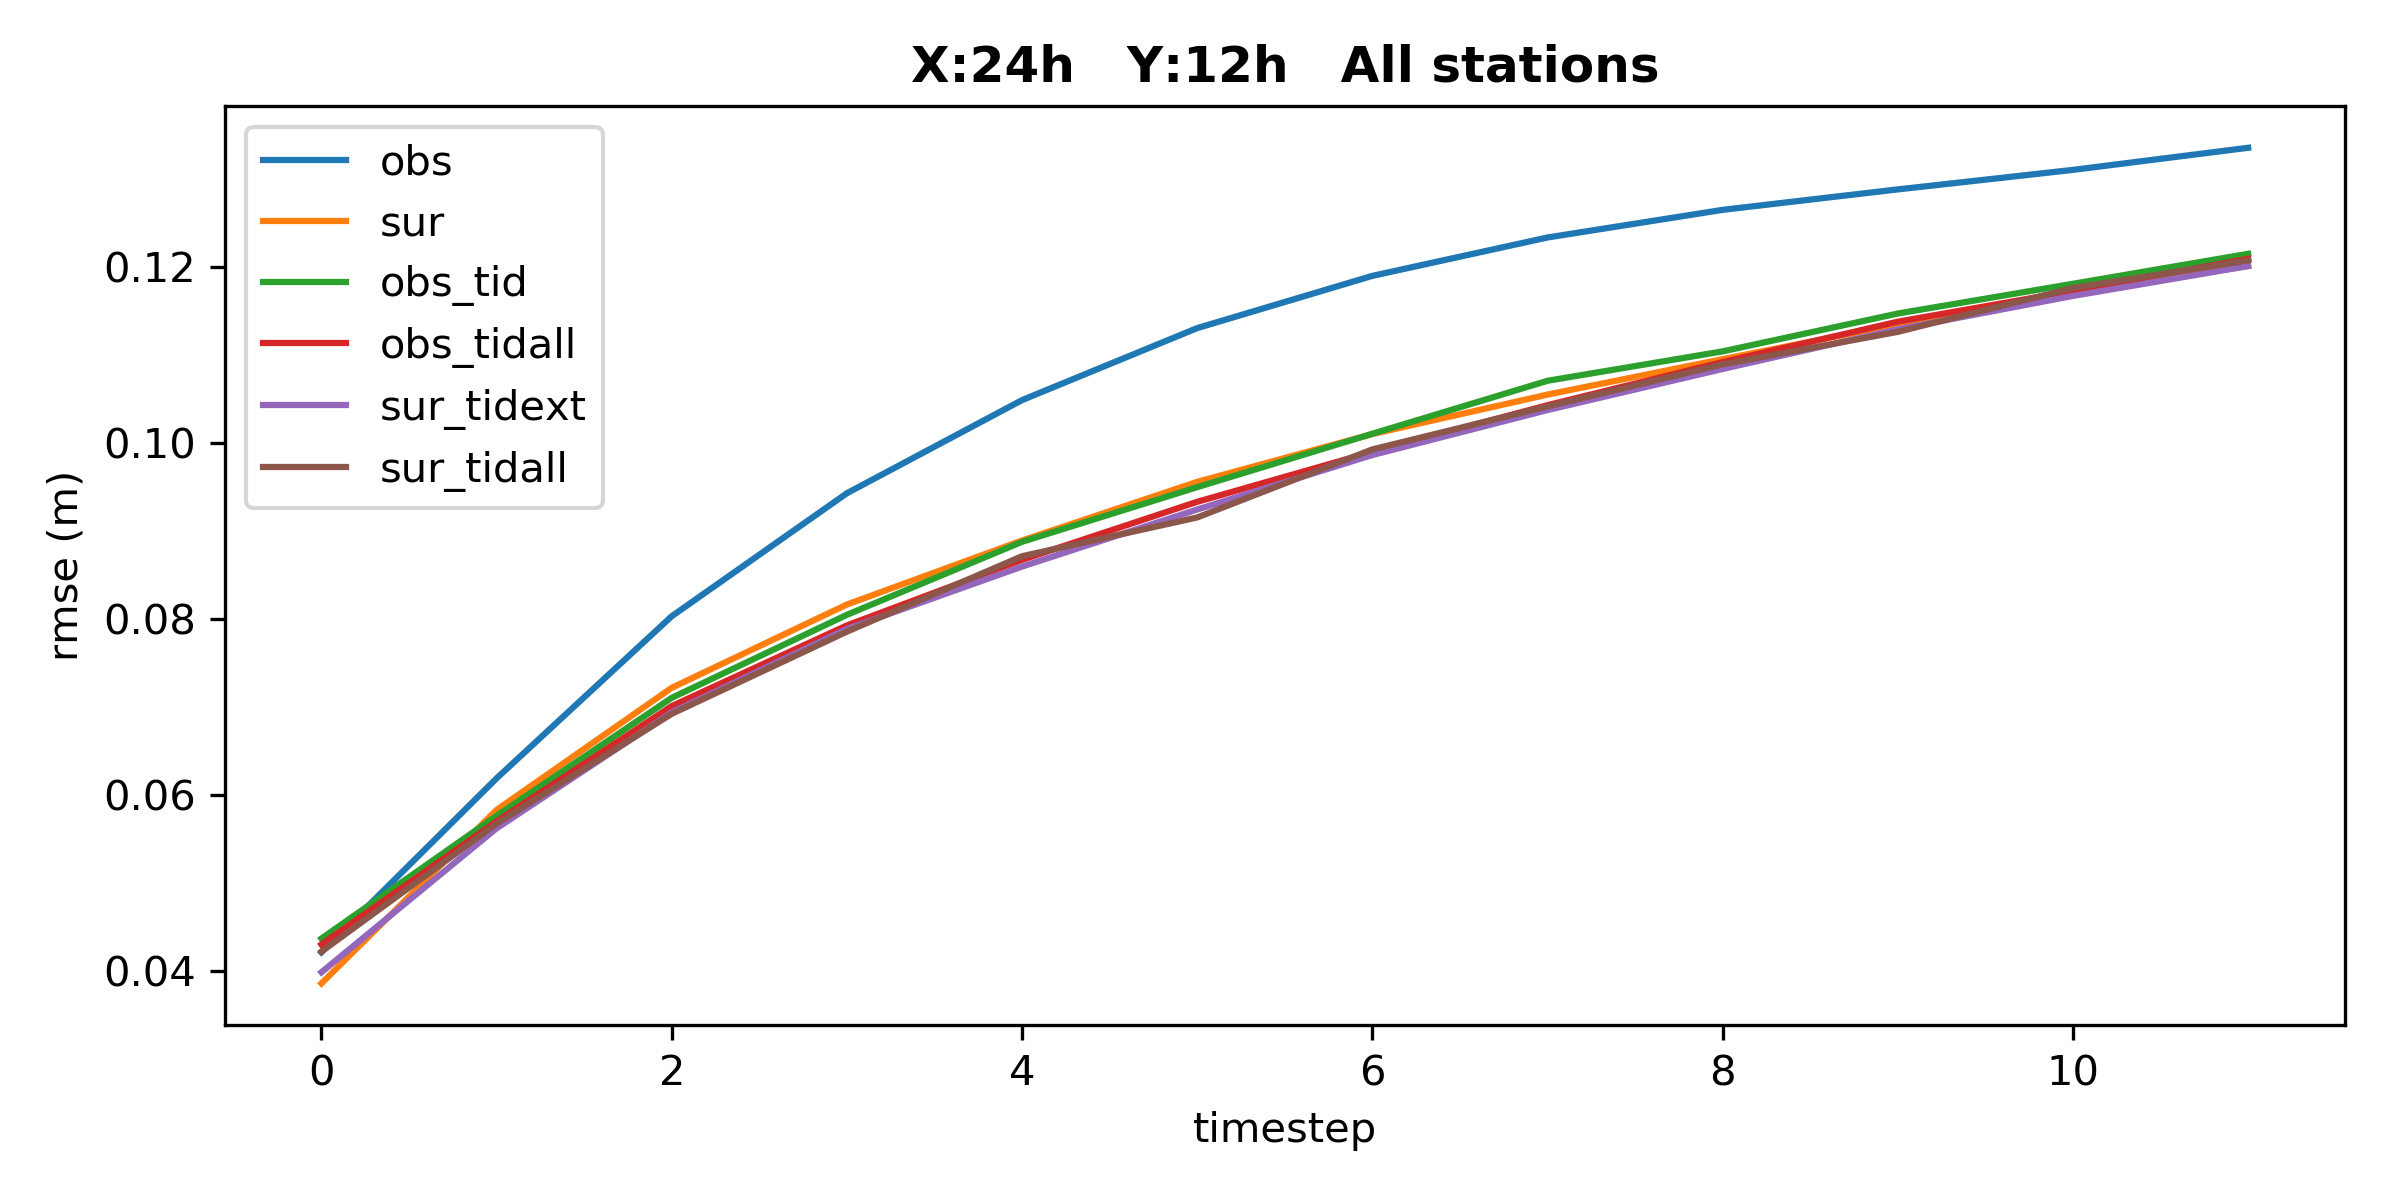 X:24h   Y:12h   All stations
obs
sur
obs_tid
obs_tidall
sur_tidext
sur_tidall
rmse (m)
0.12
0.10
0.08
0.06
0.04
0 2 4 6 8 10
timestep